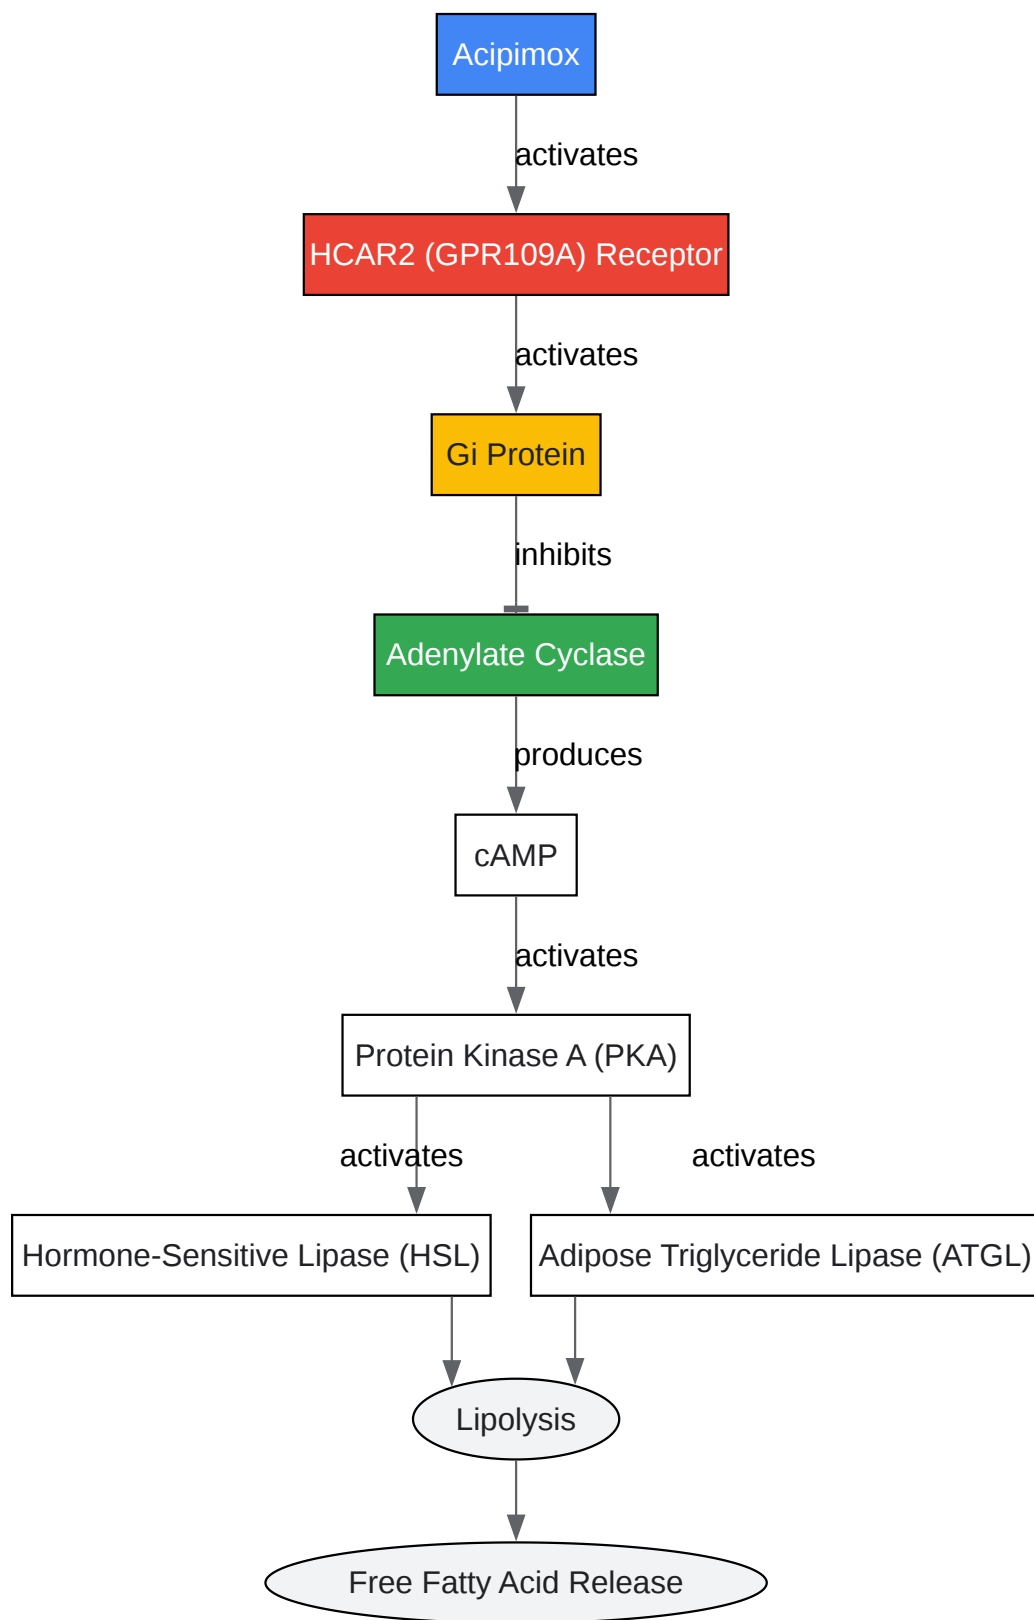 Acipimox
activates
HCAR2 (GPR109A) Receptor
activates
Gi Protein
inhibits
Adenylate Cyclase
produces
cAMP
activates
Protein Kinase A (PKA)
activates
activates
Hormone-Sensitive Lipase (HSL)
Adipose Triglyceride Lipase (ATGL)
Lipolysis
Free Fatty Acid Release